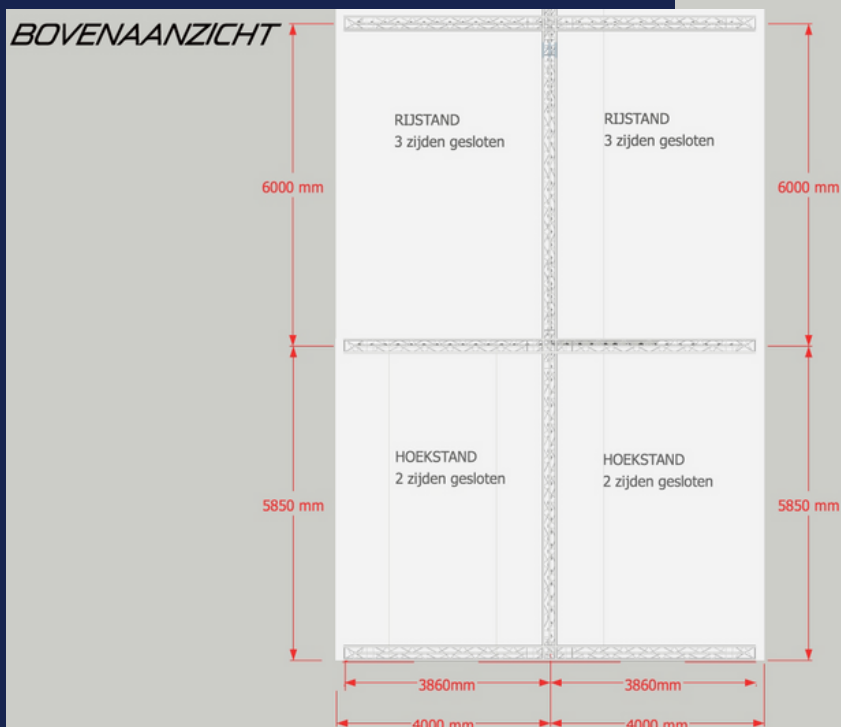 BOVENAANZICHT
RIJSTAND
3 zijden gesloten
RIJSTAND
3 zijden gesloten
6000 mm
6000 mm
HOEKSTAND
2 zijden gesloten
HOEKSTAND
2 zijden gesloten
5850 mm
5850 mm
3860mm
3860mm
4000 mm
4000 mm